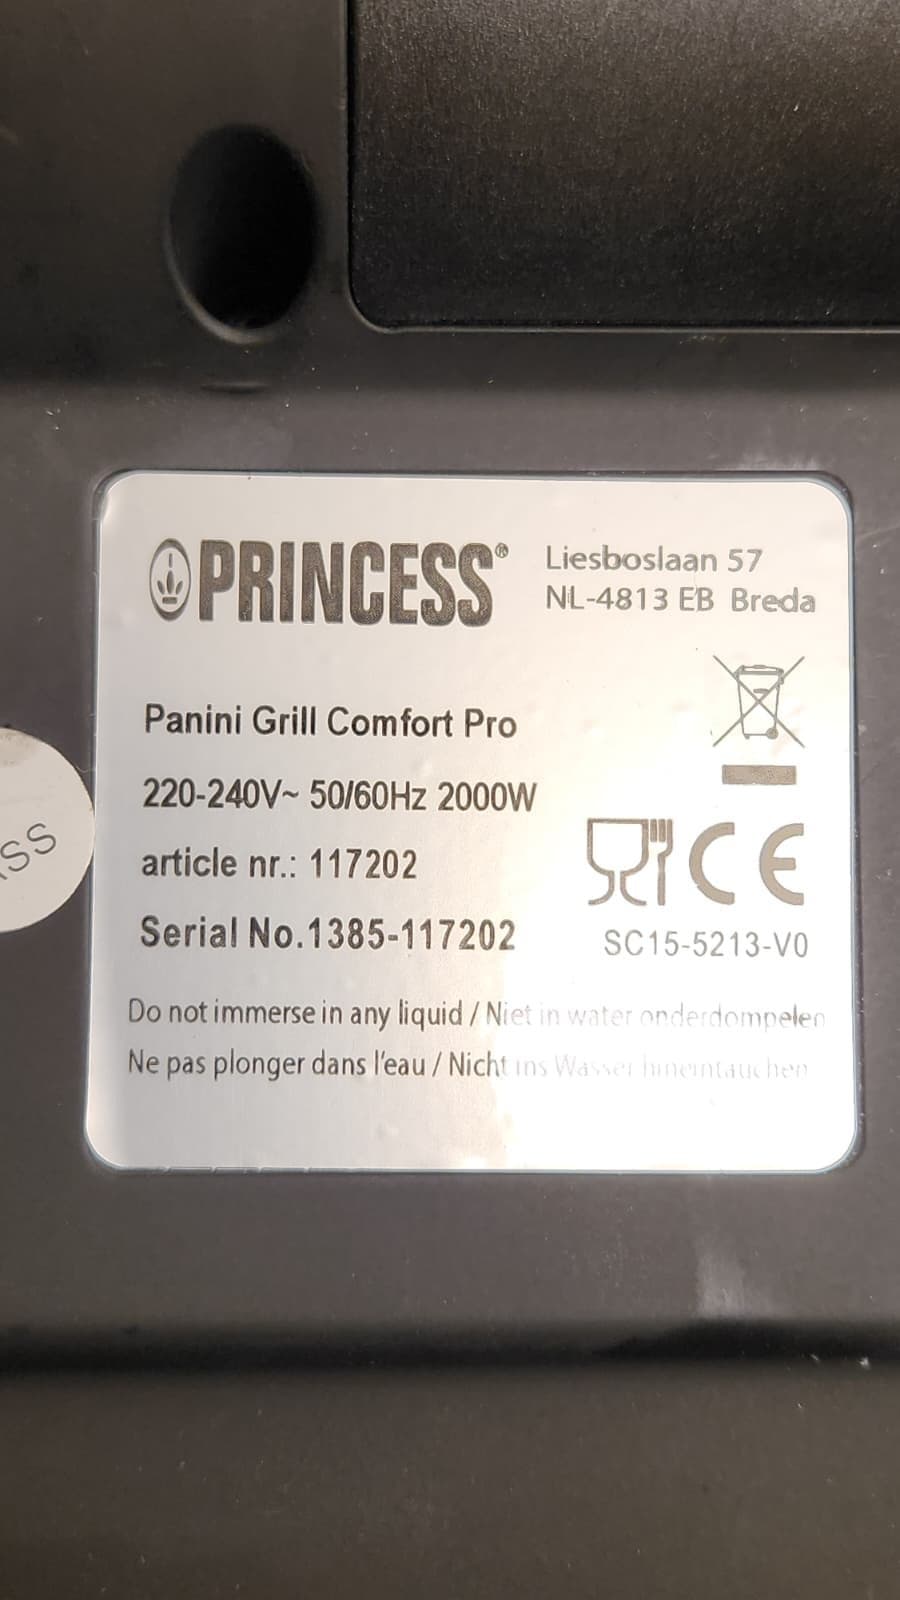 PRINCESS®
Liesboslaan 57
NL-4813 EB Breda
Panini Grill Comfort Pro
220-240V~ 50/60Hz 2000W
article nr.: 117202
Serial No.1385-117202
CE
SC15-5213-V0
Do not immerse in any liquid / Niet in water onderdompelen
Ne pas plonger dans l'eau / Nicht ins Wasser hineintauchen